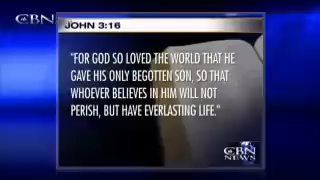 CBN
JOHN 3:16
"FOR GOD SO LOVED THE WORLD THAT HE
GAVE HIS ONLY BEGOTTEN SON, SO THAT
WHOEVER BELIEVES IN HIM WILL NOT
PERISH, BUT HAVE EVERLASTING LIFE."
CBN
NEWS